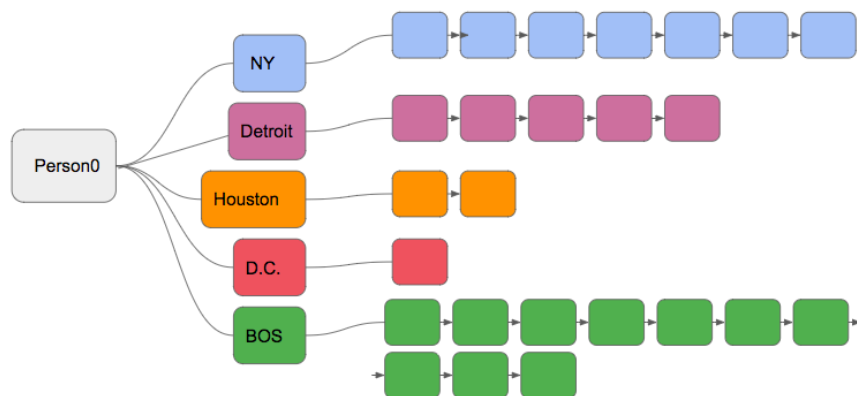 NY
Detroit
Person0
Houston
D.C.
BOS